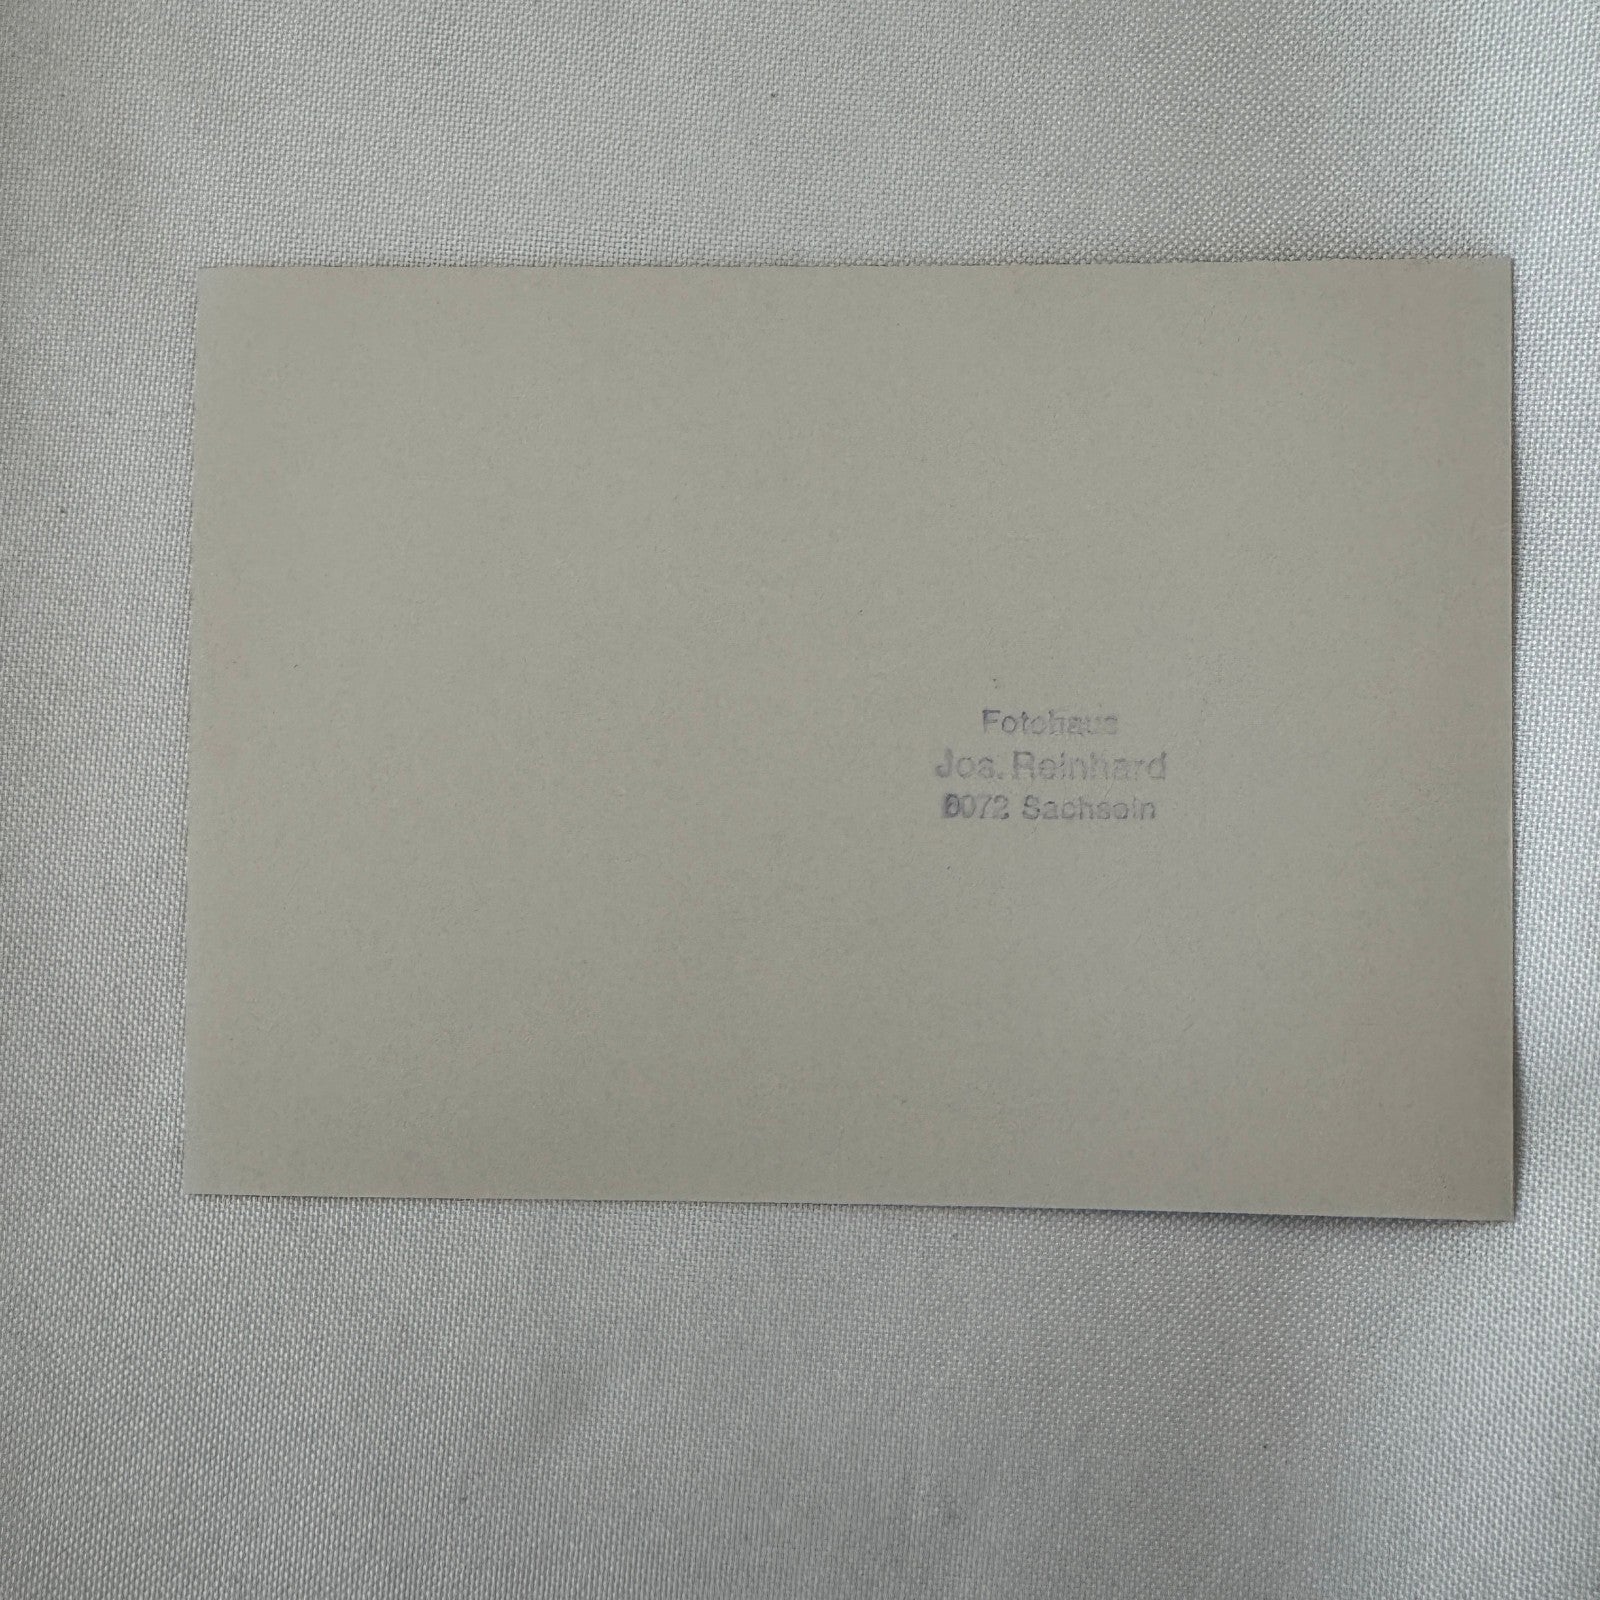 Fotohaus
Jos. Reinhard
6072 Sachseln